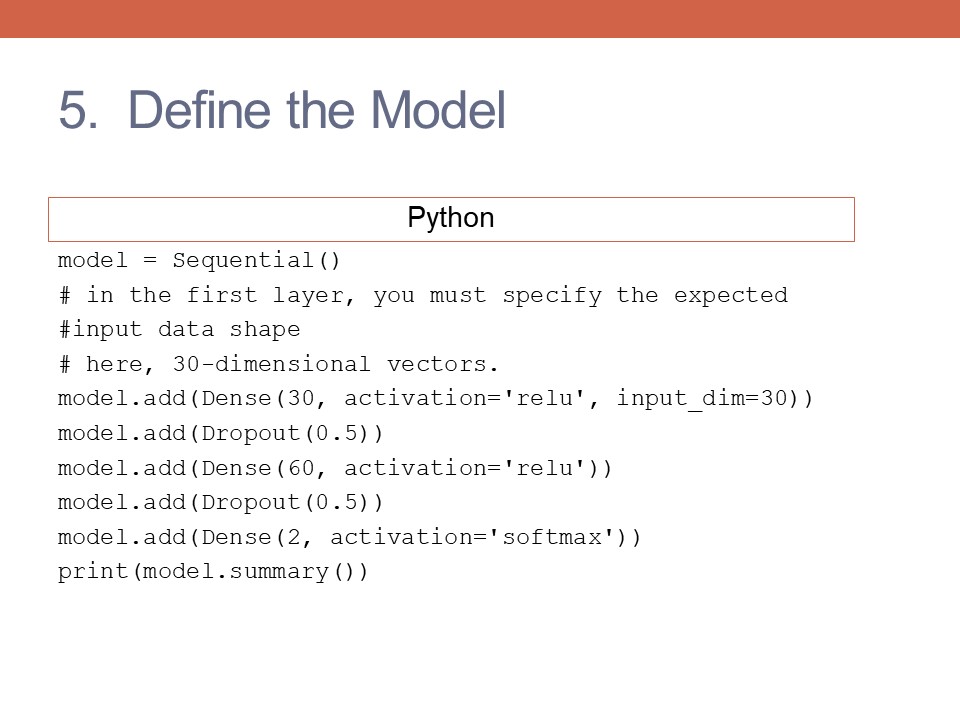 5. Define the Model
Python
model = Sequential()
# in the first layer, you must specify the expected
#input data shape
# here, 30-dimensional vectors.
model.add(Dense(30, activation='relu', input_dim=30))
model.add(Dropout(0.5))
model.add(Dense(60, activation='relu'))
model.add(Dropout(0.5))
model.add(Dense(2, activation='softmax'))
print(model.summary())